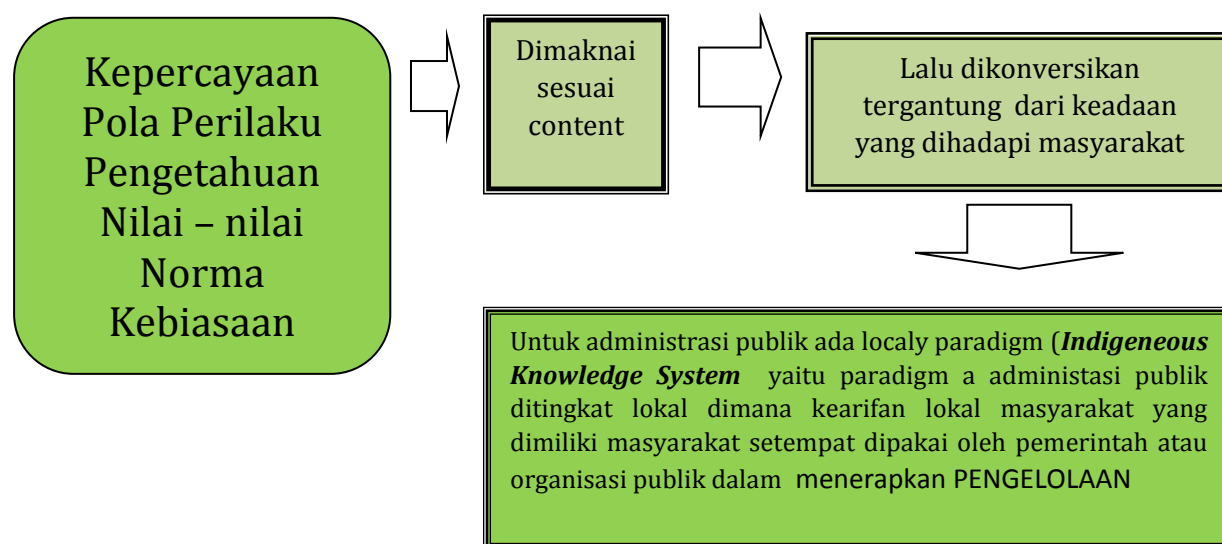 Kepercayaan
Pola Perilaku
Pengetahuan
Nilai – nilai
Norma
Kebiasaan
Dimaknai
sesuai
content
Lalu dikonversikan
tergantung dari keadaan
yang dihadapi masyarakat
Untuk administrasi publik ada localy paradigm (Indigeneous
Knowledge System yaitu paradigm a administasi publik
ditingkat lokal dimana kearifan lokal masyarakat yang
dimiliki masyarakat setempat dipakai oleh pemerintah atau
organisasi publik dalam menerapkan PENGELOLAAN